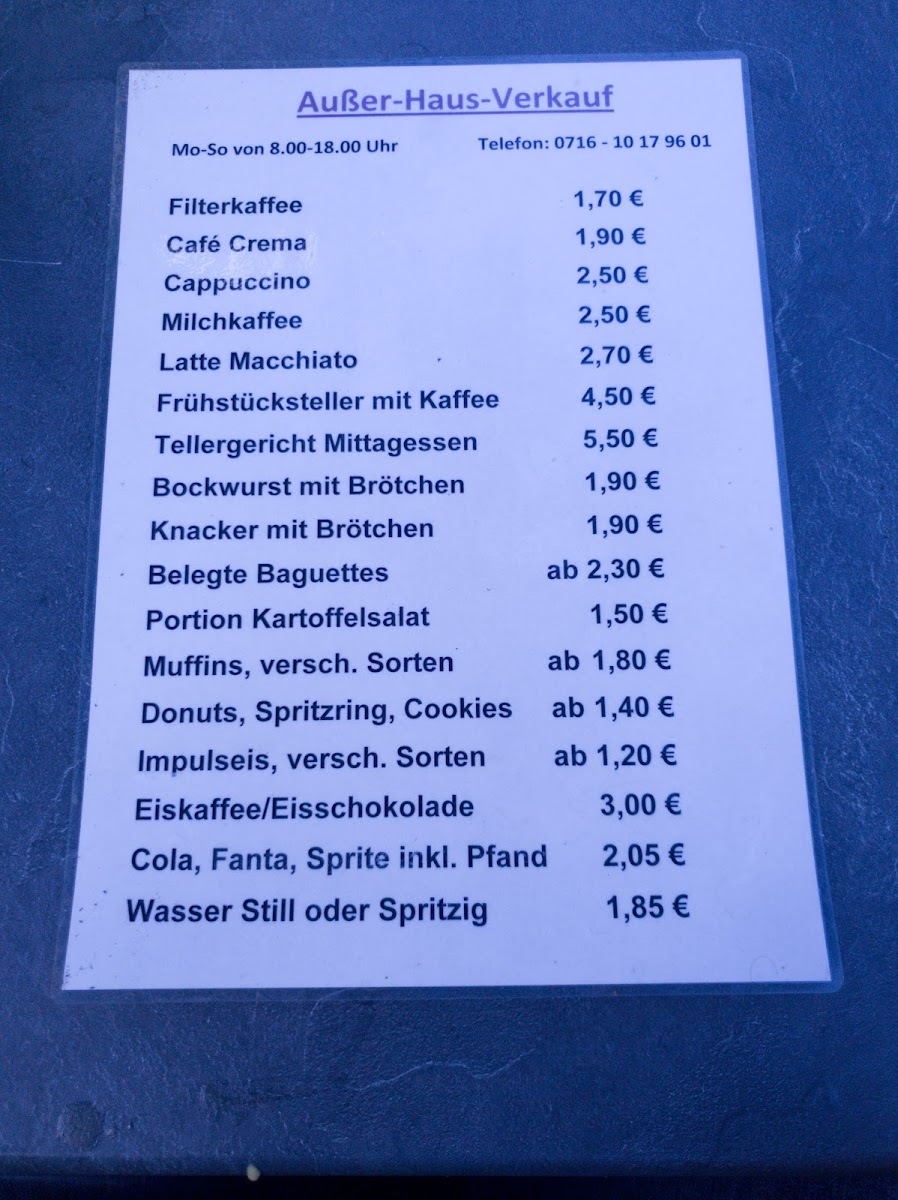 Außer-Haus-Verkauf
Mo-So von 8.00-18.00 Uhr Telefon: 0716 - 10 17 96 01
Filterkaffee 1,70 €
Café Crema 1,90 €
Cappuccino 2,50 €
Milchkaffee 2,50 €
Latte Macchiato 2,70 €
Frühstücksteller mit Kaffee 4,50 €
Tellergericht Mittagessen 5,50 €
Bockwurst mit Brötchen 1,90 €
Knacker mit Brötchen 1,90 €
Belegte Baguettes ab 2,30 €
Portion Kartoffelsalat 1,50 €
Muffins, versch. Sorten ab 1,80 €
Donuts, Spritzring, Cookies ab 1,40 €
Impulseis, versch. Sorten ab 1,20 €
Eiskaffee/Eisschokolade 3,00 €
Cola, Fanta, Sprite inkl. Pfand 2,05 €
Wasser Still oder Spritzig 1,85 €